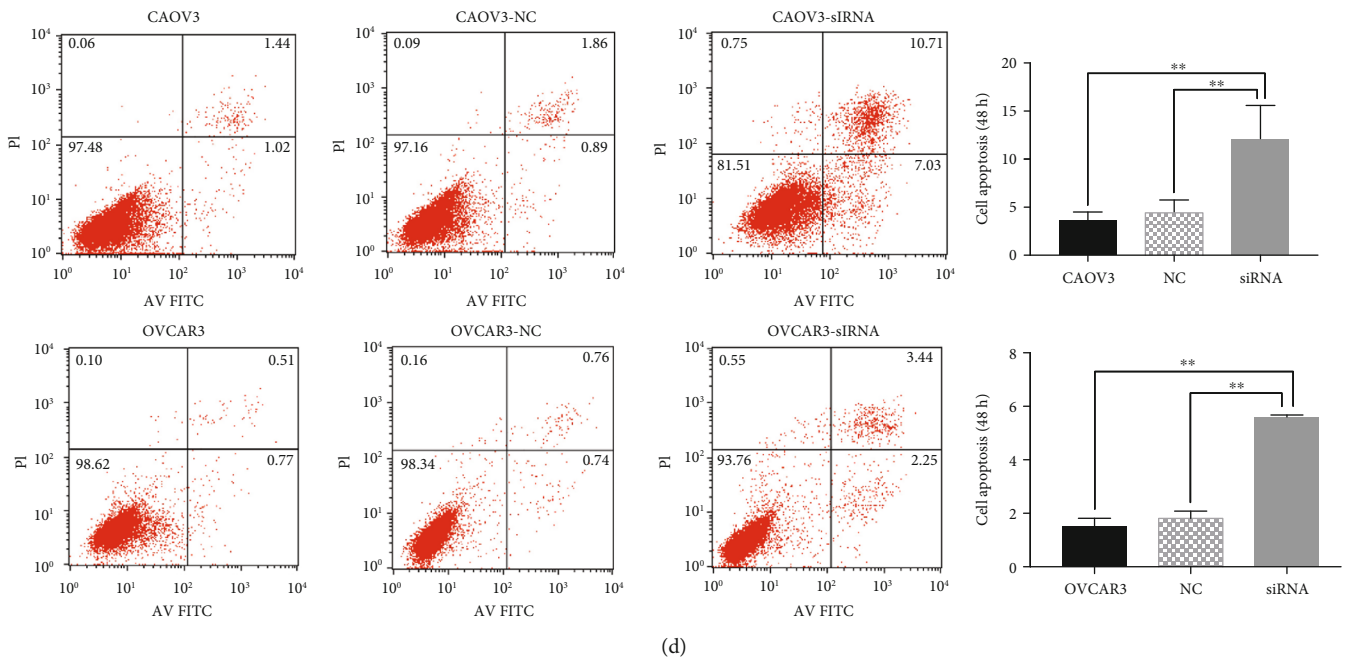 CAOV3
CAOV3-NC
CAOV3-sIRNA
10⁴
10³
10²
10¹
10⁰
PI
0.06
1.44
97.48
1.02
10⁰ 10¹ 10² 10³ 10⁴
AV FITC
10⁴
10³
10²
10¹
10⁰
PI
0.09
1.86
97.16
0.89
10⁰ 10¹ 10² 10³ 10⁴
AV FITC
10⁴
10³
10²
10¹
10⁰
PI
0.75
10.71
81.51
7.03
10⁰ 10¹ 10² 10³ 10⁴
AV FITC
Cell apoptosis (48 h)
20
15
10
5
0
**
**
CAOV3 NC siRNA
OVCAR3
OVCAR3-NC
OVCAR3-sIRNA
10⁴
10³
10²
10¹
10⁰
PI
0.10
0.51
98.62
0.77
10⁰ 10¹ 10² 10³ 10⁴
AV FITC
10⁴
10³
10²
10¹
10⁰
PI
0.16
0.76
98.34
0.74
10⁰ 10¹ 10² 10³ 10⁴
AV FITC
10⁴
10³
10²
10¹
10⁰
PI
0.55
3.44
93.76
2.25
10⁰ 10¹ 10² 10³ 10⁴
AV FITC
Cell apoptosis (48 h)
8
6
4
2
0
**
**
OVCAR3 NC siRNA
(d)